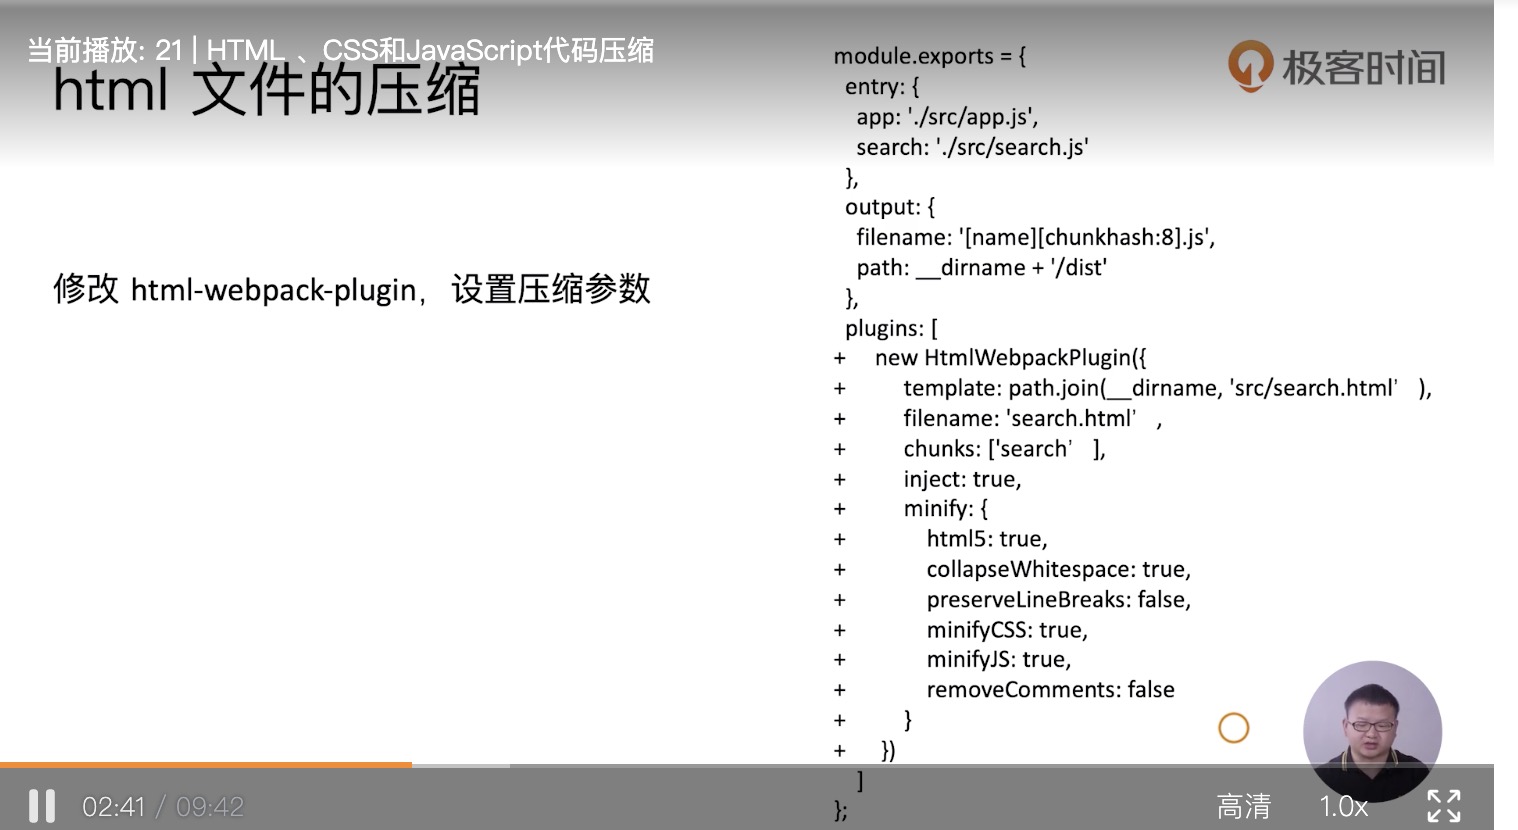 当前播放: 21 | HTML 、CSS和JavaScript代码压缩
html 文件的压缩
极客时间
修改 html-webpack-plugin，设置压缩参数
module.exports = {
entry: {
app: './src/app.js',
search: './src/search.js'
},
output: {
filename: '[name][chunkhash:8].js',
path: __dirname + '/dist'
},
plugins: [
+ new HtmlWebpackPlugin({
+ template: path.join(__dirname, 'src/search.html’ ),
+ filename: 'search.html’ ,
+ chunks: ['search’ ],
+ inject: true,
+ minify: {
+ html5: true,
+ collapseWhitespace: true,
+ preserveLineBreaks: false,
+ minifyCSS: true,
+ minifyJS: true,
+ removeComments: false
+ }
+ })
]
};
02:41 / 09:42
高清
1.0x